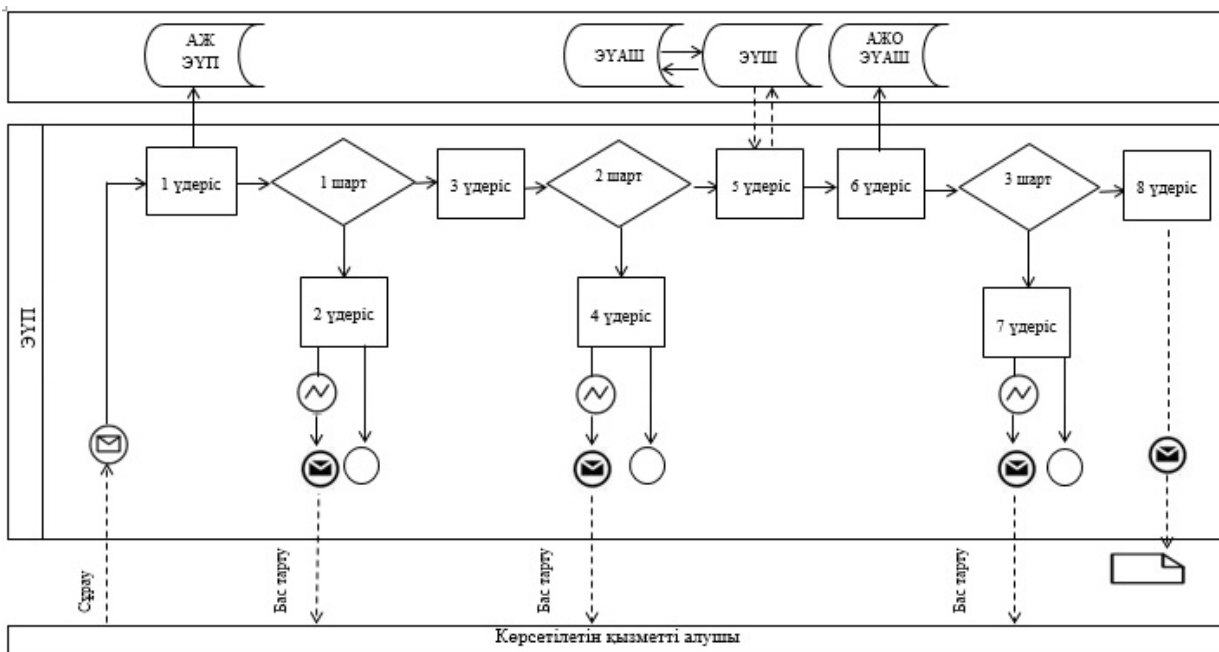 АЖ
ЭҮП
ЭҮАШ
ЭҮШ
АЖО
ЭҮАШ
ЭҮП
1 үдеріс
1 шарт
3 үдеріс
2 шарт
5 үдеріс
6 үдеріс
3 шарт
8 үдеріс
2 үдеріс
4 үдеріс
7 үдеріс
Сұрау
Бас тарту
Бас тарту
Бас тарту
Көрсетілетін қызметті алушы